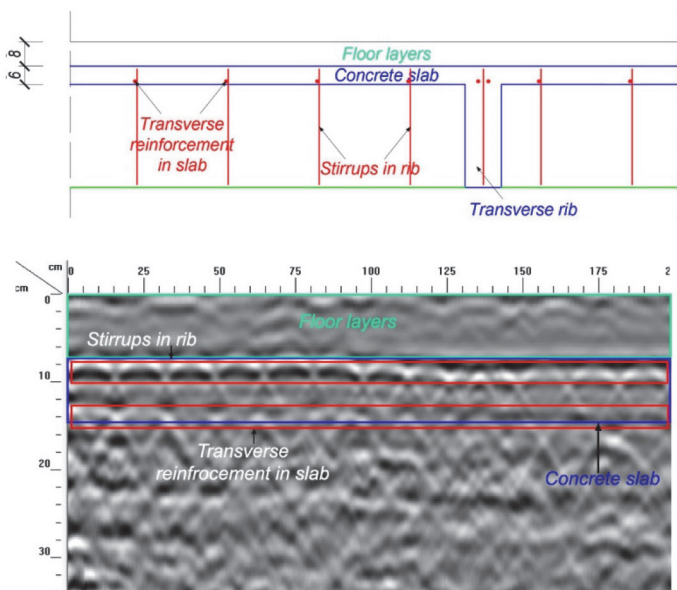 8
6
Floor layers
Concrete slab
Transverse
reinforcement
in slab
Stirrups in rib
Transverse rib
cm
cm
0 25 50 75 100 125 150 175 2
0
10
20
30
Floor layers
Stirrups in rib
Transverse
reinfrocement in slab
Concrete slab